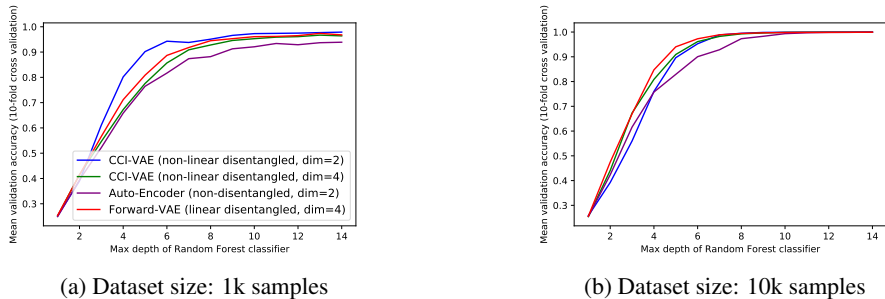 Mean validation accuracy (10-fold cross validation)
1.0
0.9
0.8
0.7
0.6
0.5
0.4
0.3
CCI-VAE (non-linear disentangled, dim=2)
CCI-VAE (non-linear disentangled, dim=4)
Auto-Encoder (non-disentangled, dim=2)
Forward-VAE (linear disentangled, dim=4)
2 4 6 8 10 12 14
Max depth of Random Forest classifier
(a) Dataset size: 1k samples
Mean validation accuracy (10-fold cross validation)
1.0
0.9
0.8
0.7
0.6
0.5
0.4
0.3
2 4 6 8 10 12 14
Max depth of Random Forest classifier
(b) Dataset size: 10k samples